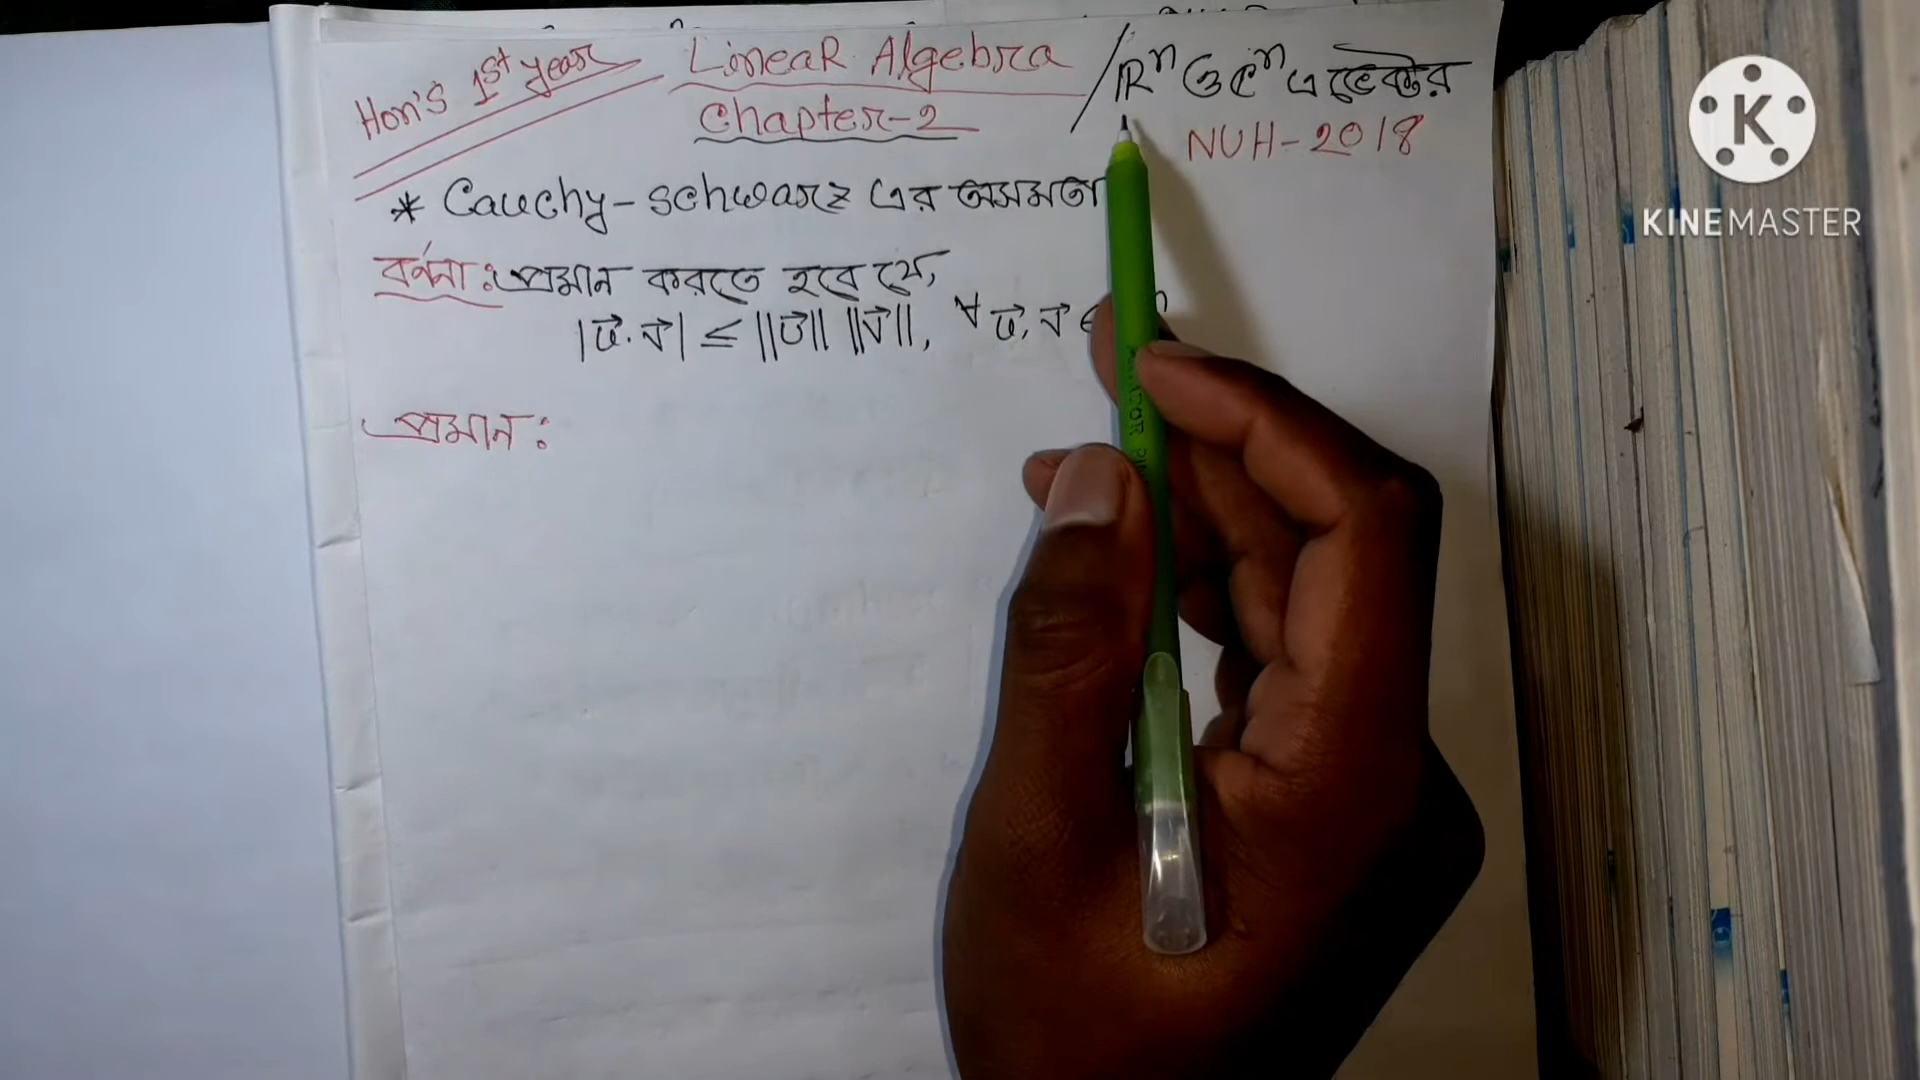 Hon's 1st year
Linear Algebra / Rⁿ ও ℂⁿ এ ভেক্টর
Chapter-2
NUH-2018
* Cauchy-schwarz এর অসমতা
বর্ননা: প্রমান করতে হবে যে,
|u⃗.v⃗| ≤ ||u⃗|| ||v⃗||, ∀ u⃗, v⃗ ∈
প্রমান:
K
KINEMASTER